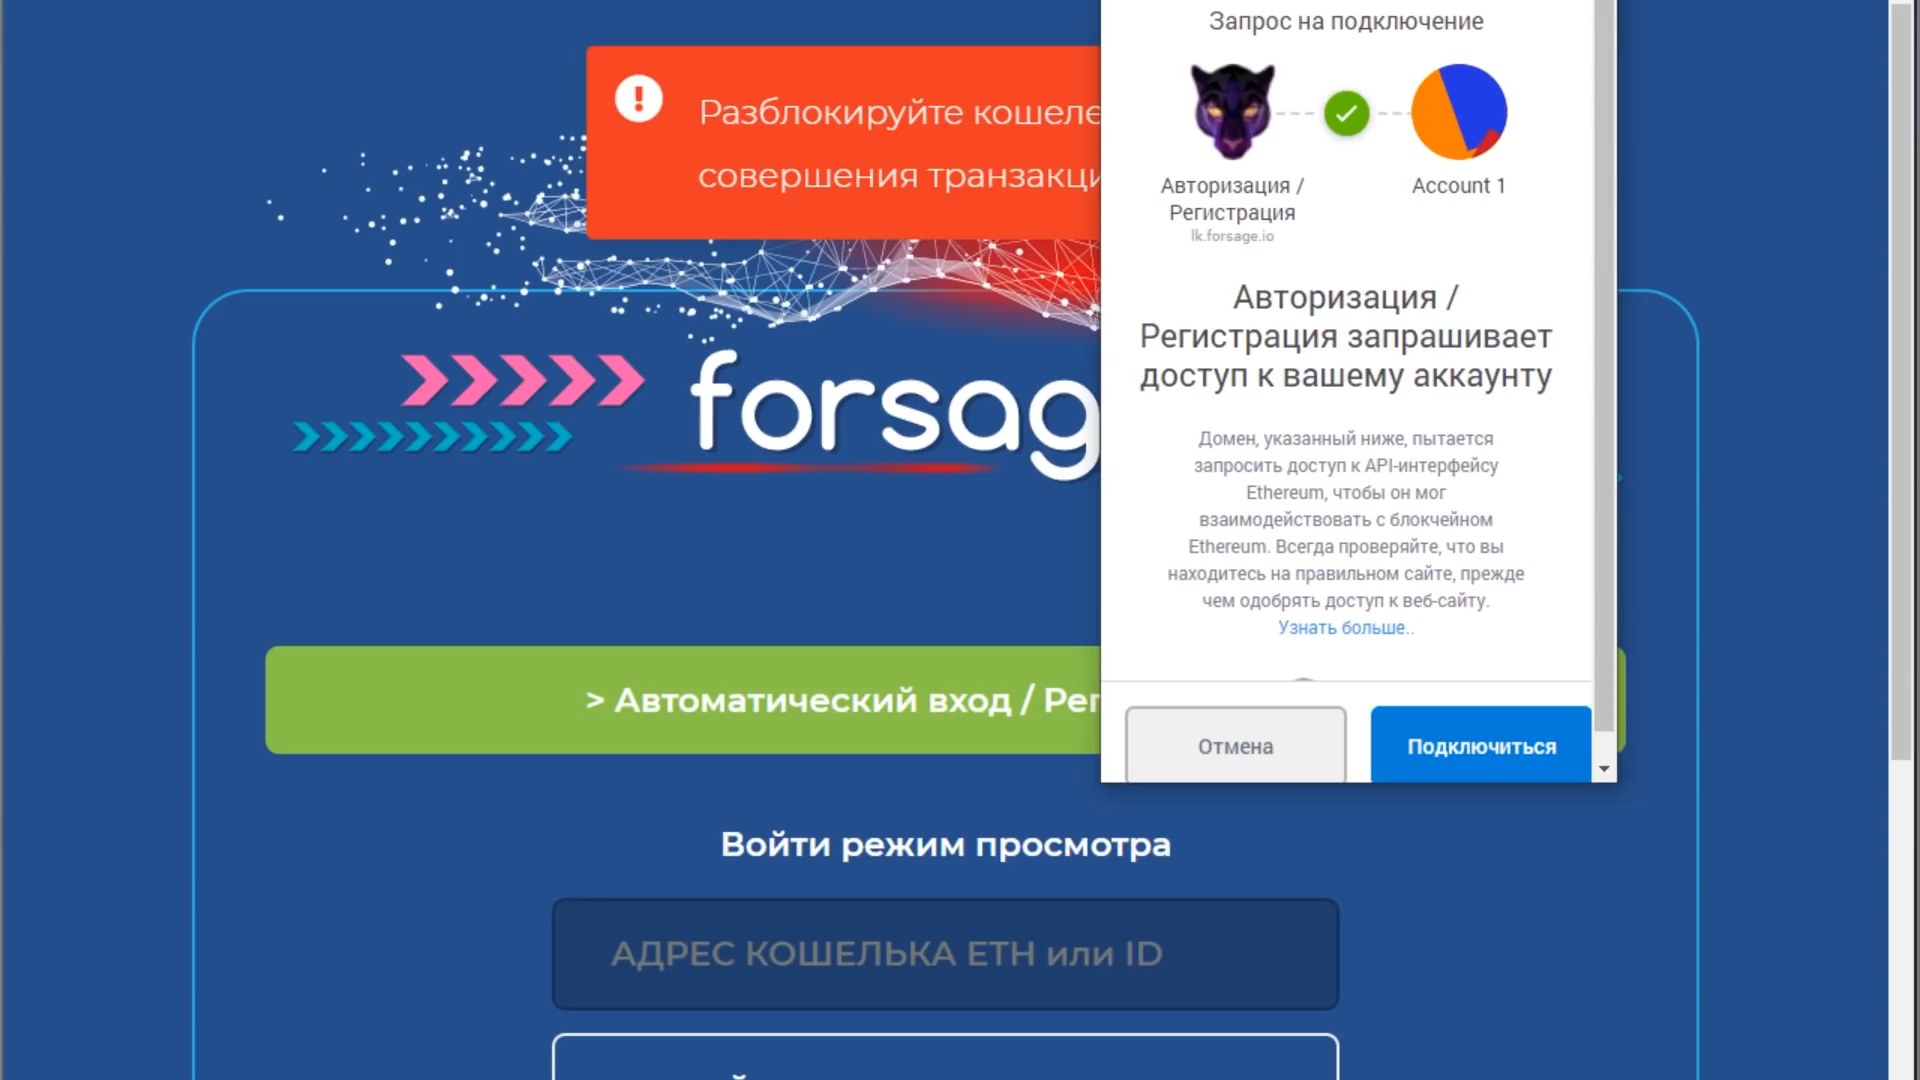 Запрос на подключение
Разблокируйте
совершения
Авторизация /
Регистрация
lk.forsage.io
Account 1
Авторизация /
Регистрация запрашивает
доступ к вашему аккаунту
Домен, указанный ниже, пытается
запросить доступ к API-интерфейсу
Ethereum, чтобы он мог
взаимодействовать с блокчейном
Ethereum. Всегда проверяйте, что вы
находитесь на правильном сайте, прежде
чем одобрять доступ к веб-сайту.
Узнать больше..
Отмена
Подключиться
forsag
> Автоматический вход /
Войти режим просмотра
АДРЕС КОШЕЛЬКА ETH или ID